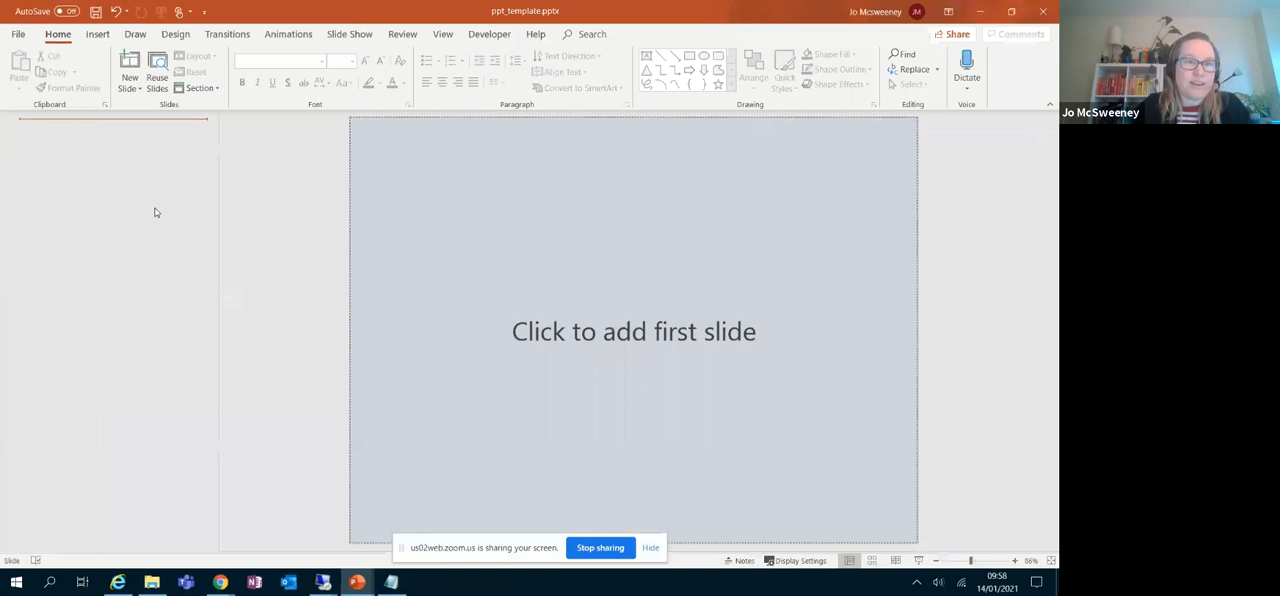 AutoSave Off
ppt_template.pptx
Jo Mcsweeney JM
File Home Insert Draw Design Transitions Animations Slide Show Review View Developer Help Search
Share Comments
Paste
Cut
Copy
Format Painter
Clipboard
New Slide
Reuse Slides
Layout
Reset
Section
Slides
B I U S ab AV Aa A
Font
Text Direction
Align Text
Convert to SmartArt
Paragraph
Arrange
Quick Styles
Shape Fill
Shape Outline
Shape Effects
Drawing
Find
Replace
Select
Editing
Dictate
Voice
Jo McSweeney
Click to add first slide
us02web.zoom.us is sharing your screen.
Stop sharing
Hide
Slide
Notes
Display Settings
86%
09:58
14/01/2021